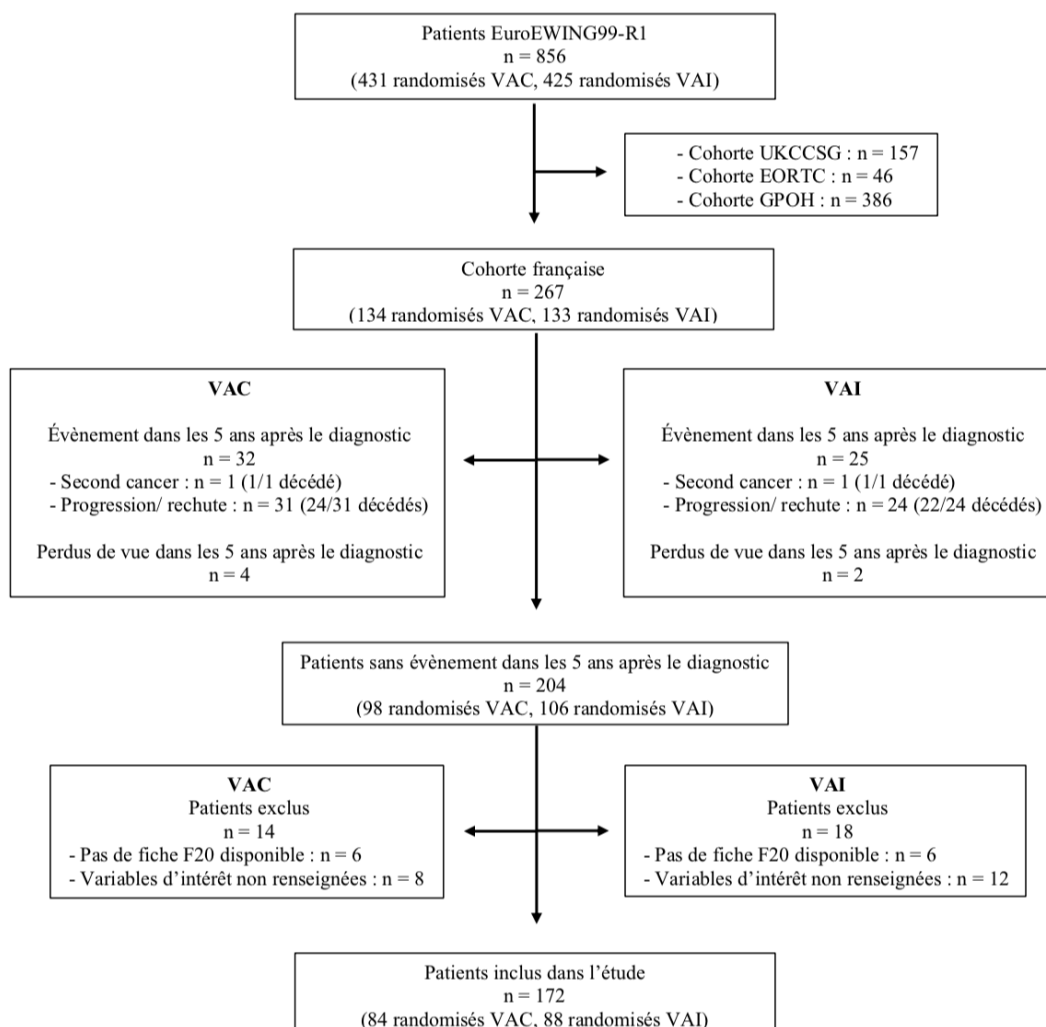 Patients EuroEWING99-R1
n = 856
(431 randomisés VAC, 425 randomisés VAI)
- Cohorte UKCCSG : n = 157
- Cohorte EORTC : n = 46
- Cohorte GPOH : n = 386
Cohorte française
n = 267
(134 randomisés VAC, 133 randomisés VAI)
VAC
Évènement dans les 5 ans après le diagnostic
n = 32
- Second cancer : n = 1 (1/1 décédé)
- Progression/ rechute : n = 31 (24/31 décédés)
Perdus de vue dans les 5 ans après le diagnostic
n = 4
VAI
Évènement dans les 5 ans après le diagnostic
n = 25
- Second cancer : n = 1 (1/1 décédé)
- Progression/ rechute : n = 24 (22/24 décédés)
Perdus de vue dans les 5 ans après le diagnostic
n = 2
Patients sans évènement dans les 5 ans après le diagnostic
n = 204
(98 randomisés VAC, 106 randomisés VAI)
VAC
Patients exclus
n = 14
- Pas de fiche F20 disponible : n = 6
- Variables d'intérêt non renseignées : n = 8
VAI
Patients exclus
n = 18
- Pas de fiche F20 disponible : n = 6
- Variables d'intérêt non renseignées : n = 12
Patients inclus dans l'étude
n = 172
(84 randomisés VAC, 88 randomisés VAI)